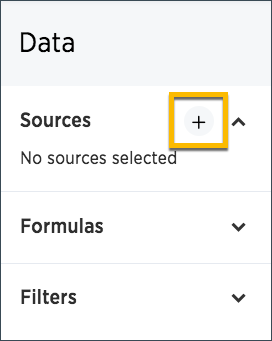 Data
Sources +
No sources selected
Formulas
Filters